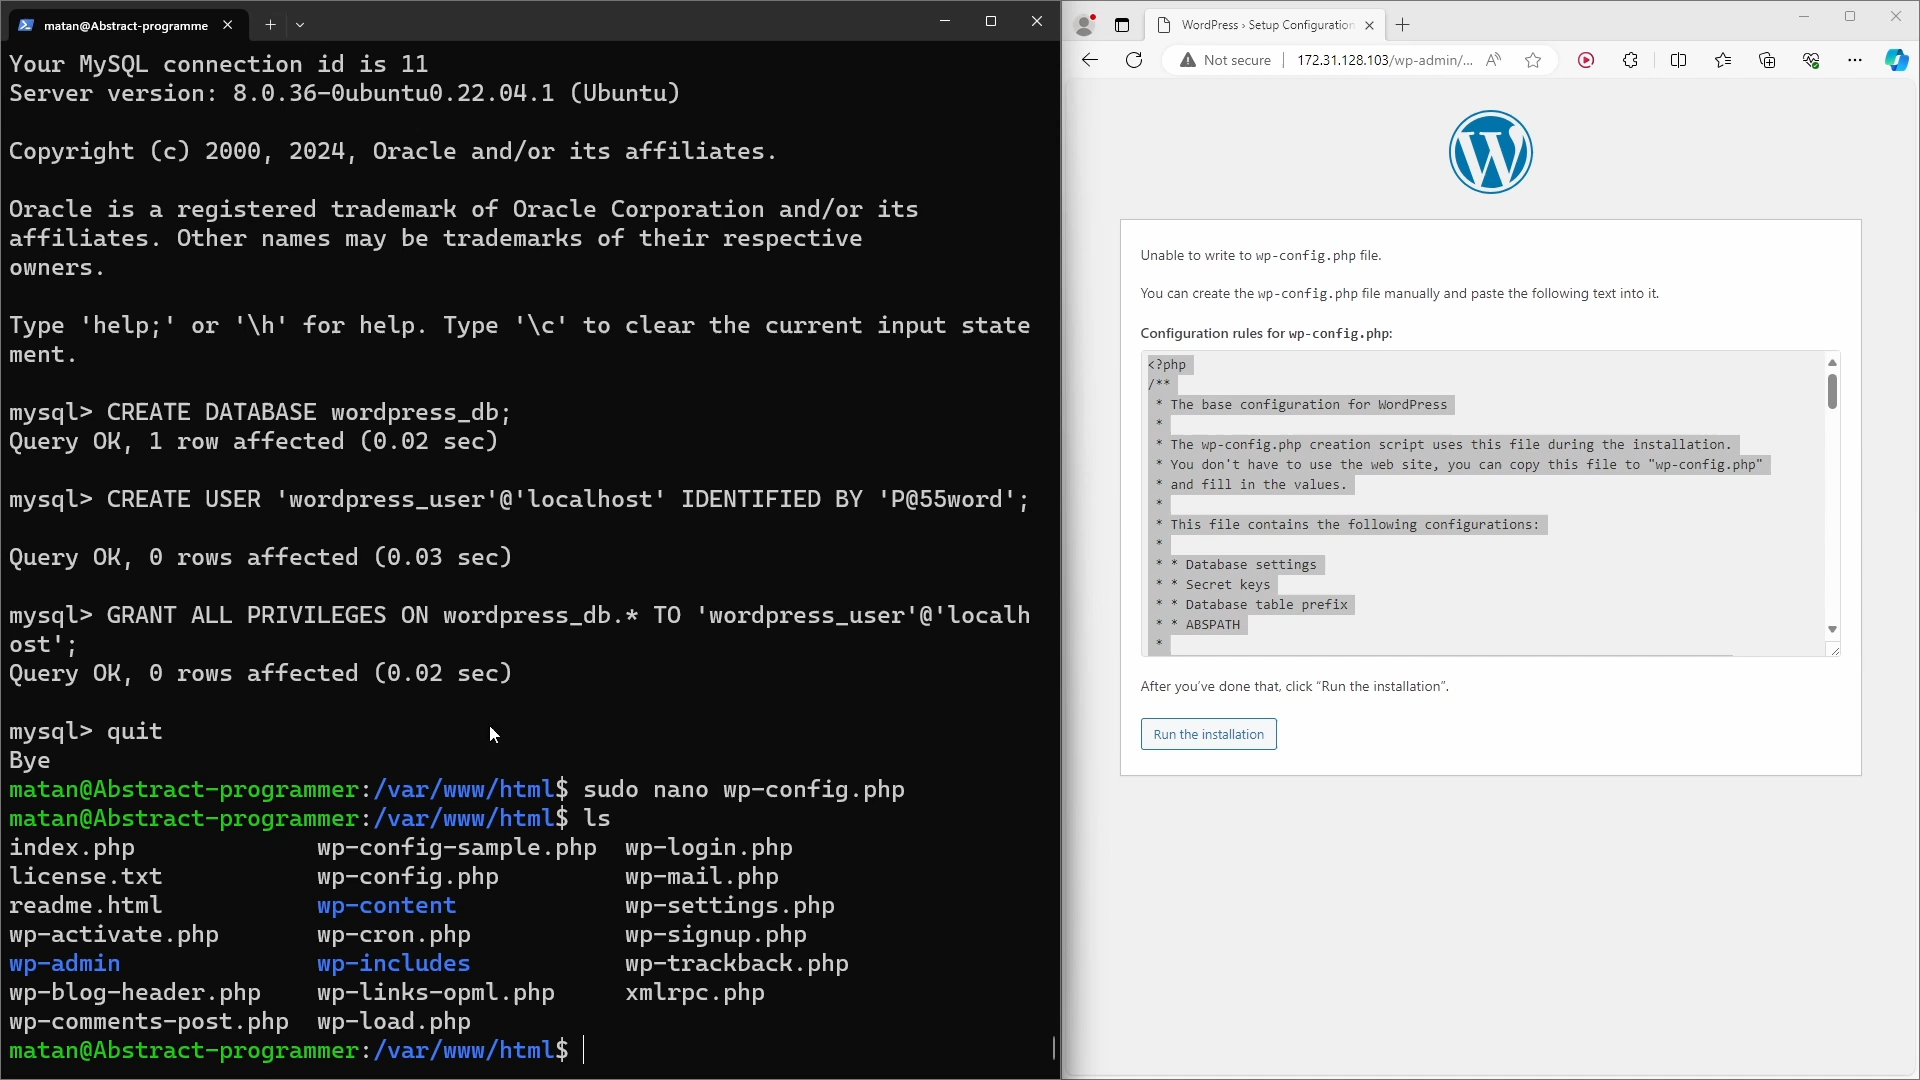 matan@Abstract-programme
Your MySQL connection id is 11
Server version: 8.0.36-0ubuntu0.22.04.1 (Ubuntu)
Copyright (c) 2000, 2024, Oracle and/or its affiliates.
Oracle is a registered trademark of Oracle Corporation and/or its
affiliates. Other names may be trademarks of their respective
owners.
Type 'help;' or '\h' for help. Type '\c' to clear the current input state
ment.
mysql> CREATE DATABASE wordpress_db;
Query OK, 1 row affected (0.02 sec)
mysql> CREATE USER 'wordpress_user'@'localhost' IDENTIFIED BY 'P@55word';
Query OK, 0 rows affected (0.03 sec)
mysql> GRANT ALL PRIVILEGES ON wordpress_db.* TO 'wordpress_user'@'localh
ost';
Query OK, 0 rows affected (0.02 sec)
mysql> quit
Bye
matan@Abstract-programmer:/var/www/html$ sudo nano wp-config.php
matan@Abstract-programmer:/var/www/html$ ls
index.php wp-config-sample.php wp-login.php
license.txt wp-config.php wp-mail.php
readme.html wp-content wp-settings.php
wp-activate.php wp-cron.php wp-signup.php
wp-admin wp-includes wp-trackback.php
wp-blog-header.php wp-links-opml.php xmlrpc.php
wp-comments-post.php wp-load.php
matan@Abstract-programmer:/var/www/html$
WordPress › Setup Configuration
Not secure 172.31.128.103/wp-admin/...
W
Unable to write to wp-config.php file.
You can create the wp-config.php file manually and paste the following text into it.
Configuration rules for wp-config.php:
<?php
/**
* The base configuration for WordPress
*
* The wp-config.php creation script uses this file during the installation.
* You don't have to use the web site, you can copy this file to "wp-config.php"
* and fill in the values.
*
* This file contains the following configurations:
*
* * Database settings
* * Secret keys
* * Database table prefix
* * ABSPATH
*
After you've done that, click “Run the installation”.
Run the installation